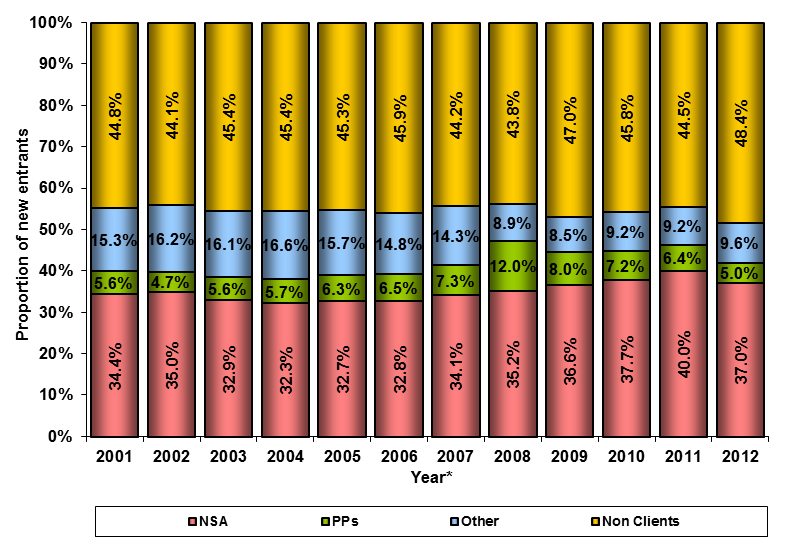 100%
90%
80%
70%
60%
50%
40%
30%
20%
10%
0%
Proportion of new entrants
44.8% 44.1% 45.4% 45.4% 45.3% 45.9% 44.2% 43.8% 47.0% 45.8% 44.5% 48.4%
15.3% 16.2% 16.1% 16.6% 15.7% 14.8% 14.3% 8.9% 8.5% 9.2% 9.2% 9.6%
5.6% 4.7% 5.6% 5.7% 6.3% 6.5% 7.3% 12.0% 8.0% 7.2% 6.4% 5.0%
34.4% 35.0% 32.9% 32.3% 32.7% 32.8% 34.1% 35.2% 36.6% 37.7% 40.0% 37.0%
2001 2002 2003 2004 2005 2006 2007 2008 2009 2010 2011 2012
Year*
NSA PPs Other Non Clients